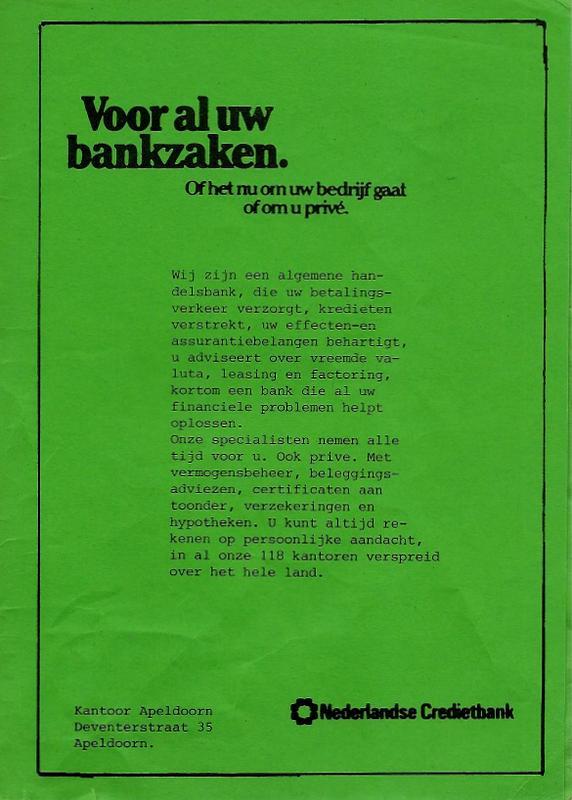 Voor al uw
bankzaken.
Of het nu om uw bedrijf gaat
of om u privé.
Wij zijn een algemene han-
delsbank, die uw betalings-
verkeer verzorgt, kredieten
verstrekt, uw effecten-en
assurantiebelangen behartigt,
u adviseert over vreemde va-
luta, leasing en factoring,
kortom een bank die al uw
financiele problemen helpt
oplossen.
Onze specialisten nemen alle
tijd voor u. Ook prive. Met
vermogensbeheer, beleggings-
adviezen, certificaten aan
toonder, verzekeringen en
hypotheken. U kunt altijd re-
kenen op persoonlijke aandacht,
in al onze 118 kantoren verspreid
over het hele land.
Kantoor Apeldoorn
Deventerstraat 35
Apeldoorn.
Nederlandse Credietbank